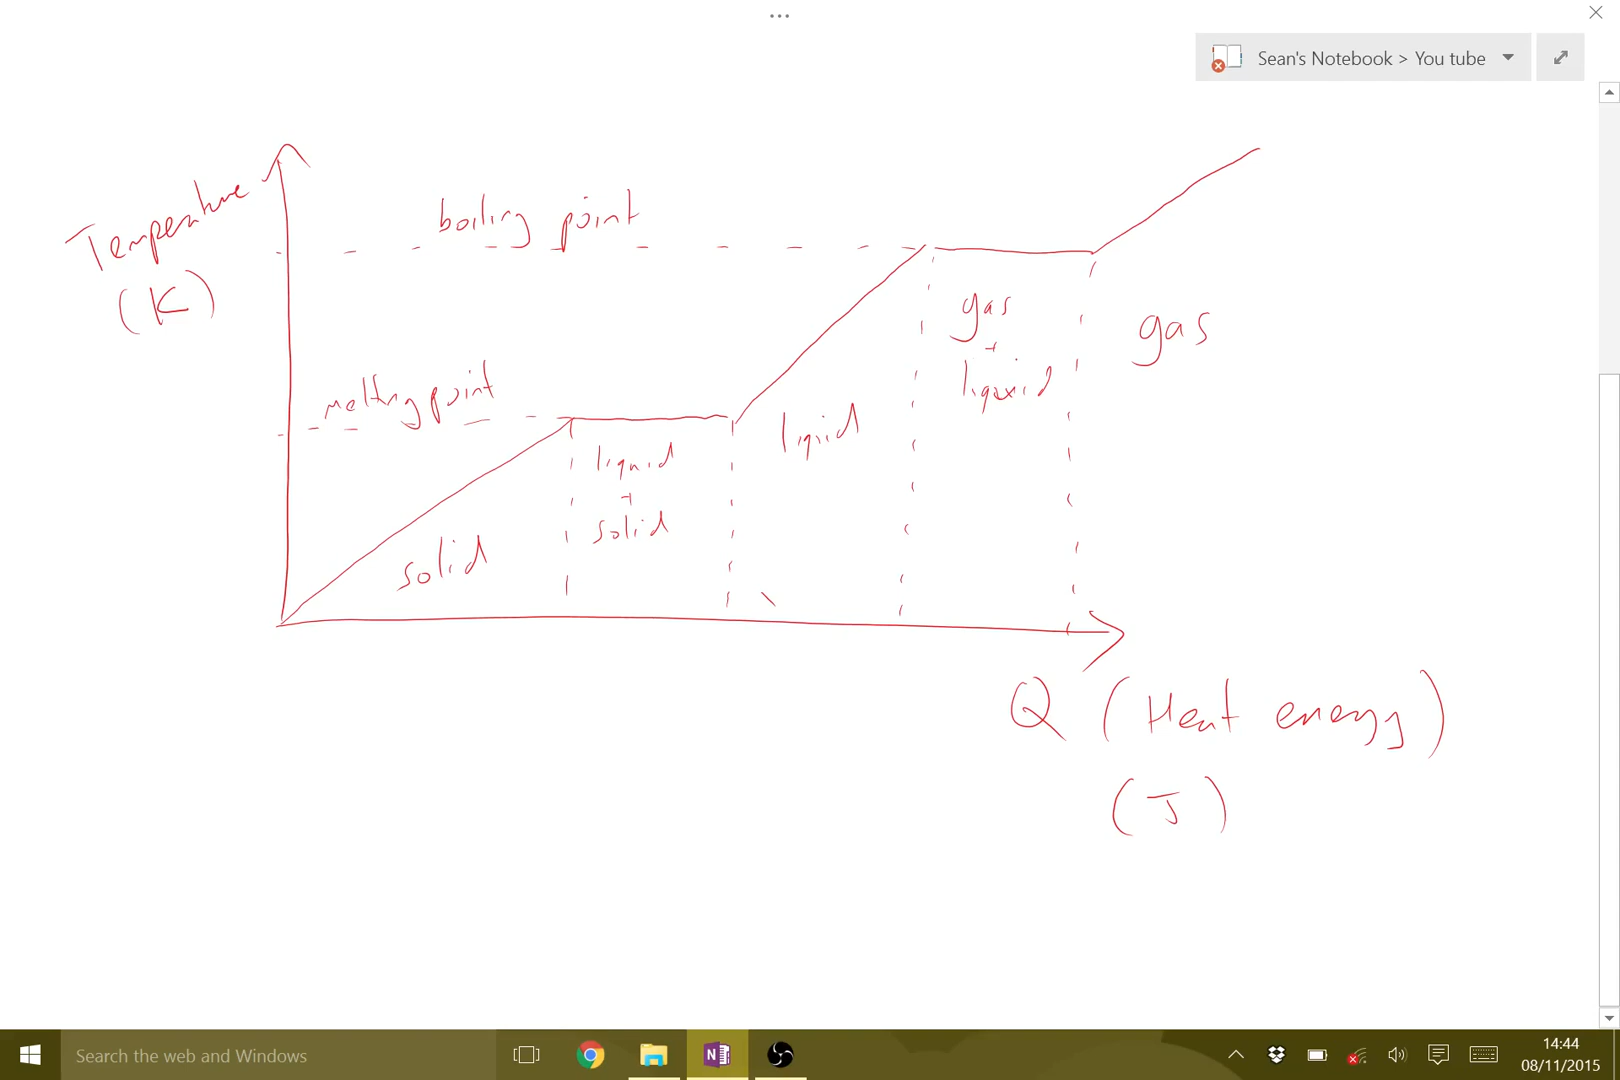 ...
Sean's Notebook > You tube
Temperature
(K)
boiling point
melting point
solid
liquid
+
solid
liquid
gas
+
liquid
gas
Q (Heat energy)
(J)
Search the web and Windows
14:44
08/11/2015